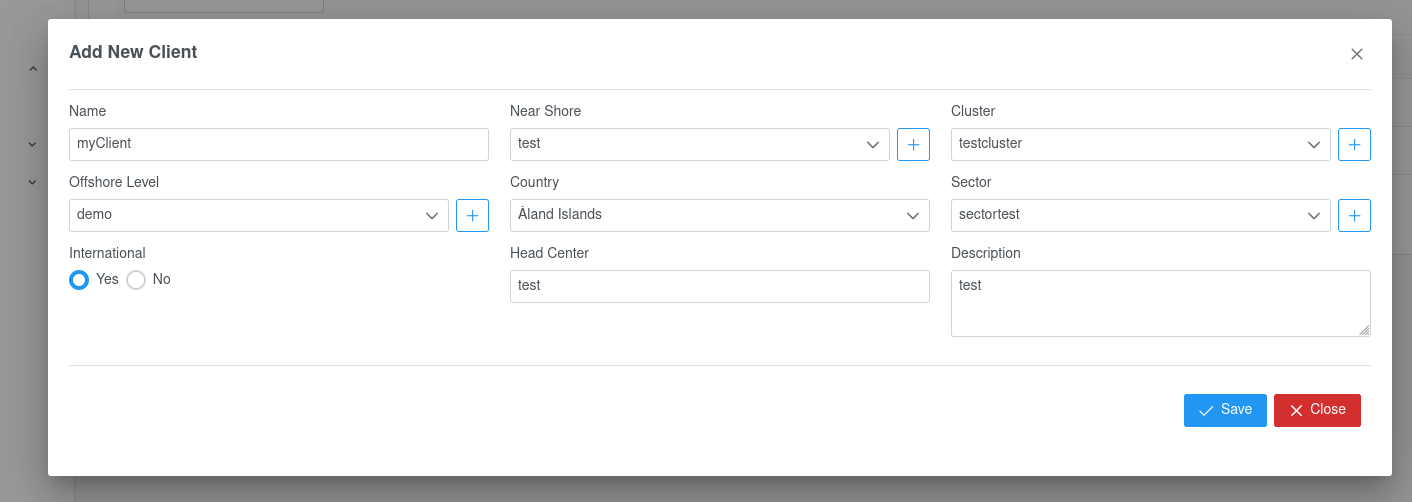 Add New Client
Name
Near Shore
Cluster
myClient
test
testcluster
Offshore Level
Country
Sector
demo
Åland Islands
sectortest
International
Head Center
Description
Yes
No
test
test
Save
Close